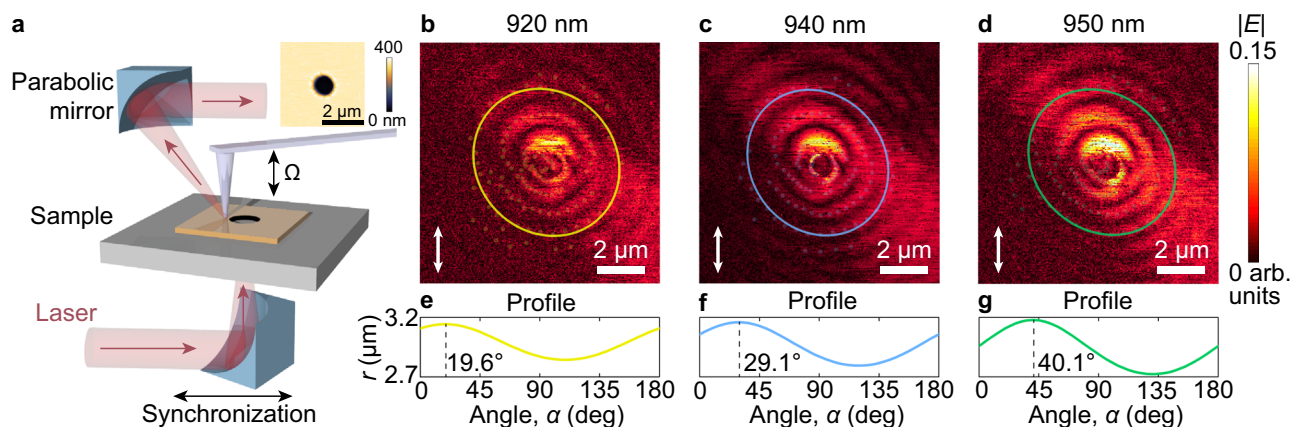 a
Parabolic
mirror
400
0 nm
2 μm
Ω
Sample
Laser
Synchronization
b
920 nm
2 μm
c
940 nm
2 μm
d
950 nm
2 μm
|E|
0.15
0 arb.
units
e
Profile
r (μm)
3.2
2.7
19.6°
0 45 90 135 180
Angle, α (deg)
f
Profile
29.1°
0 45 90 135 180
Angle, α (deg)
g
Profile
40.1°
0 45 90 135 180
Angle, α (deg)